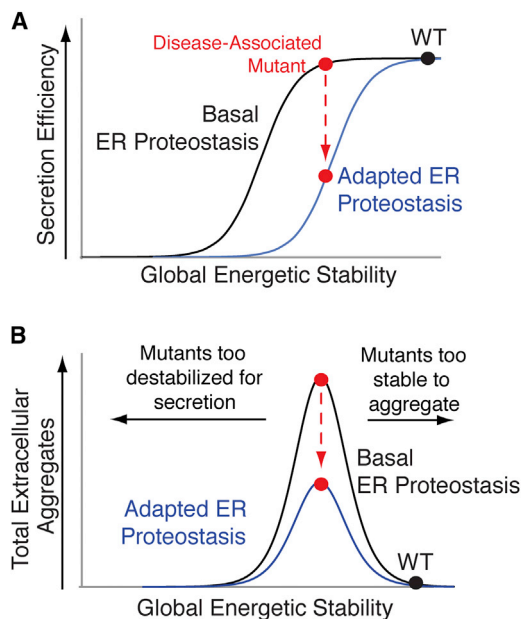 A
Disease-Associated
Mutant
WT
Basal
ER Proteostasis
Adapted ER
Proteostasis
Secretion Efficiency
Global Energetic Stability
B
Mutants too
destabilized for
secretion
Mutants too
stable to
aggregate
Basal
ER Proteostasis
Adapted ER
Proteostasis
WT
Total Extracellular
Aggregates
Global Energetic Stability